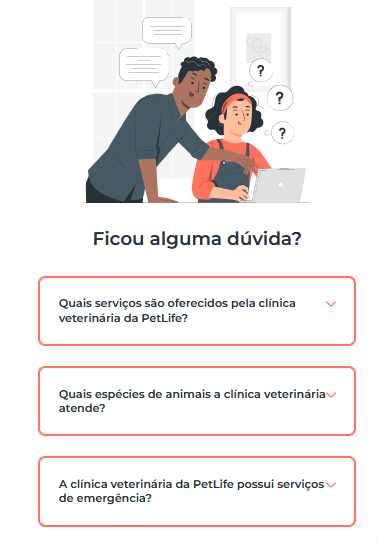 ?
?
?
Ficou alguma dúvida?
Quais serviços são oferecidos pela clínica
veterinária da PetLife?
Quais espécies de animais a clínica veterinária
atende?
A clínica veterinária da PetLife possui serviços
de emergência?